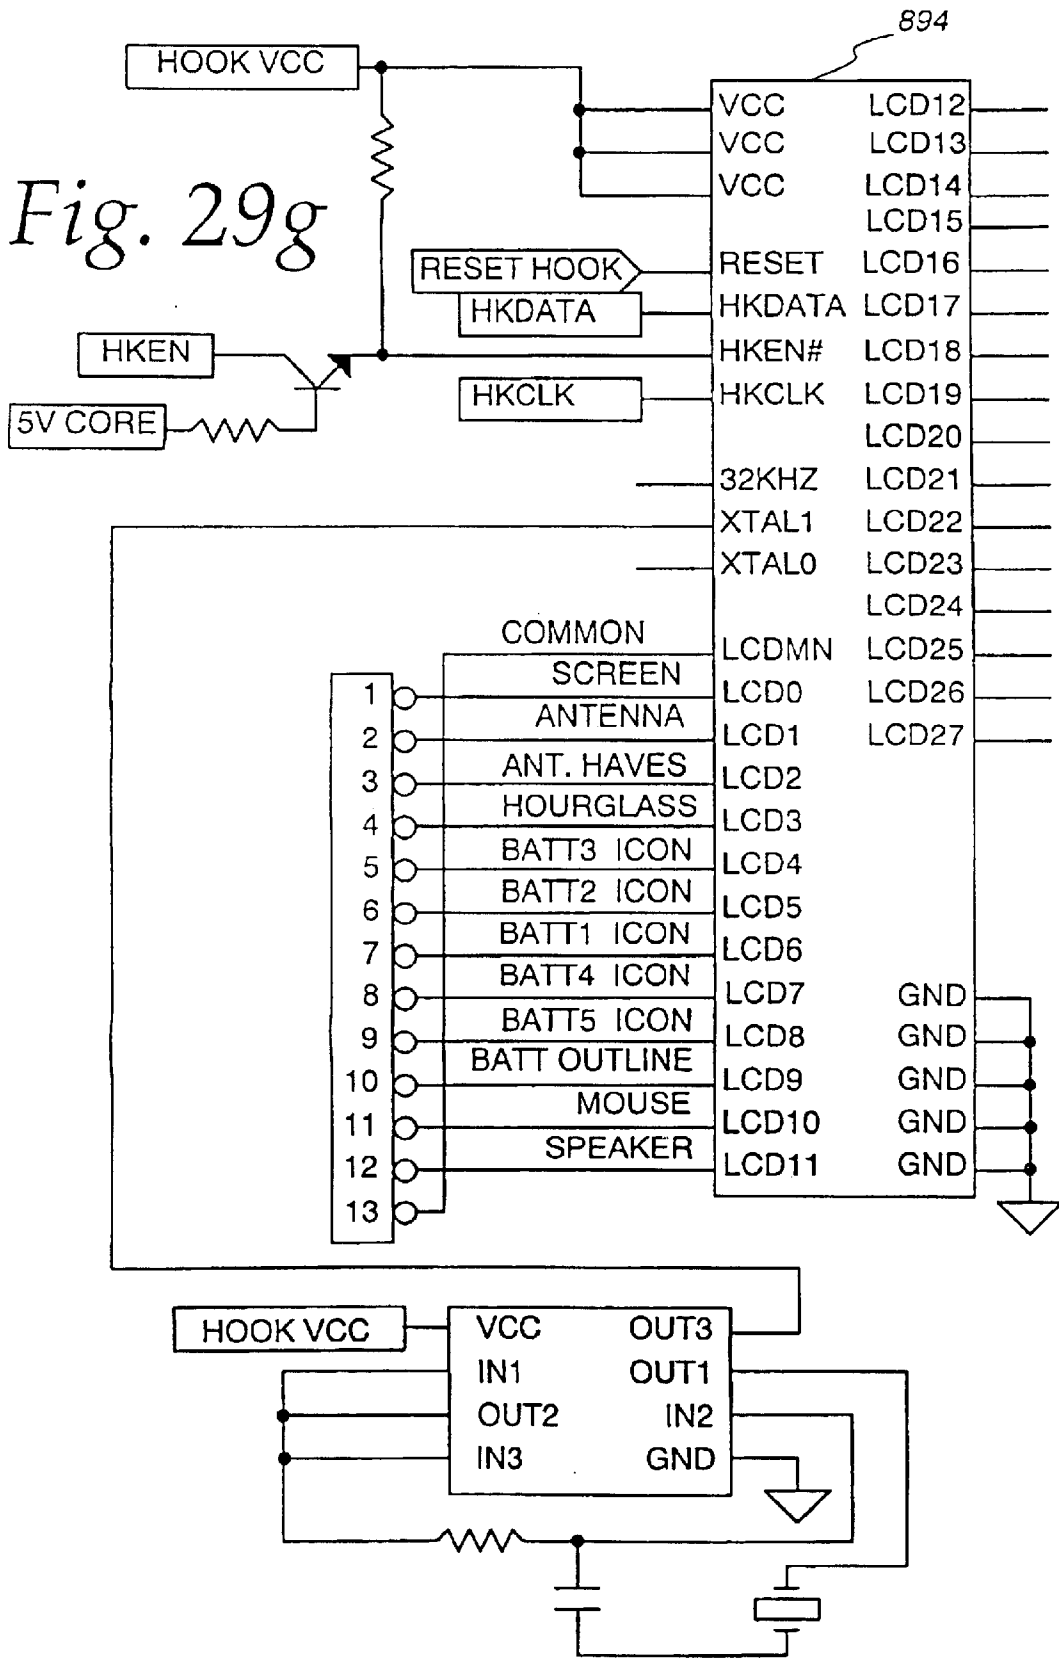 894
HOOK VCC
VCC LCD12
VCC LCD13
VCC LCD14
Fig. 29g
LCD15
RESET HOOK RESET LCD16
HKDATA HKDATA LCD17
HKEN HKEN# LCD18
HKCLK HKCLK LCD19
5V CORE
LCD20
32KHZ LCD21
XTAL1 LCD22
XTAL0 LCD23
LCD24
COMMON LCDMN LCD25
1 SCREEN LCD0 LCD26
2 ANTENNA LCD1 LCD27
3 ANT. HAVES LCD2
4 HOURGLASS LCD3
5 BATT3 ICON LCD4
6 BATT2 ICON LCD5
7 BATT1 ICON LCD6
8 BATT4 ICON LCD7 GND
9 BATT5 ICON LCD8 GND
10 BATT OUTLINE LCD9 GND
11 MOUSE LCD10 GND
12 SPEAKER LCD11 GND
13
HOOK VCC VCC OUT3
IN1 OUT1
OUT2 IN2
IN3 GND